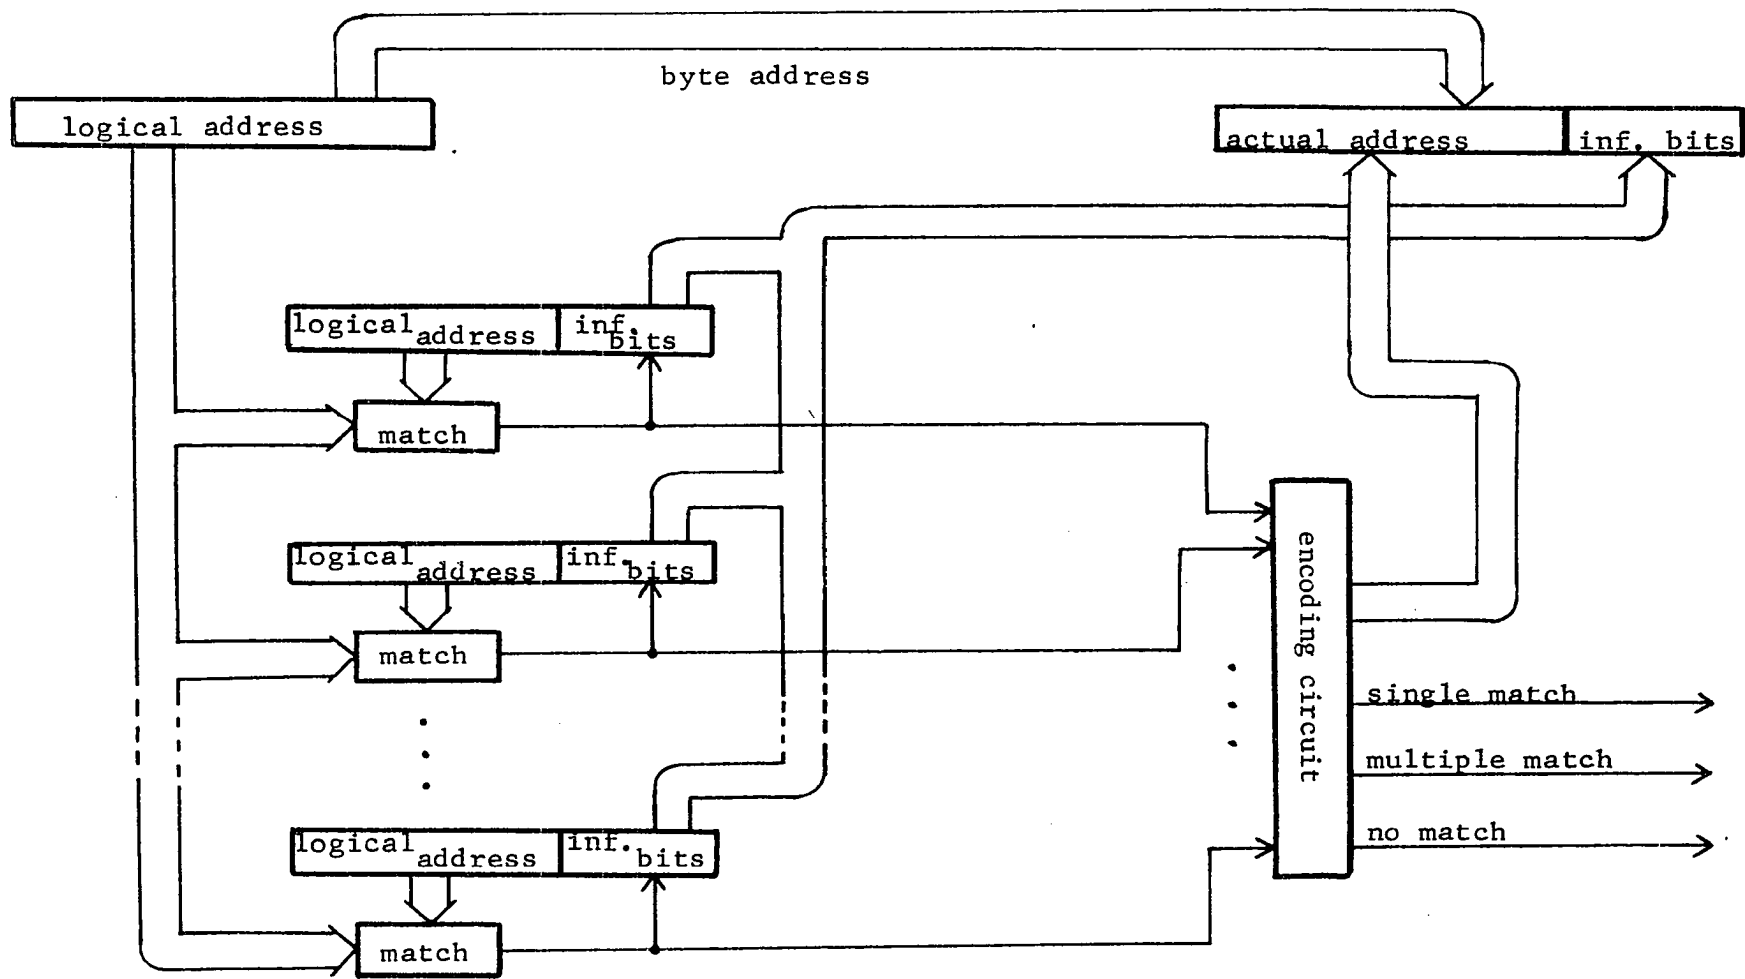 byte address
logical address
actual address
inf. bits
logical address
inf. bits
match
logical address
inf. bits
match
encoding circuit
single match
multiple match
no match
logical address
inf. bits
match